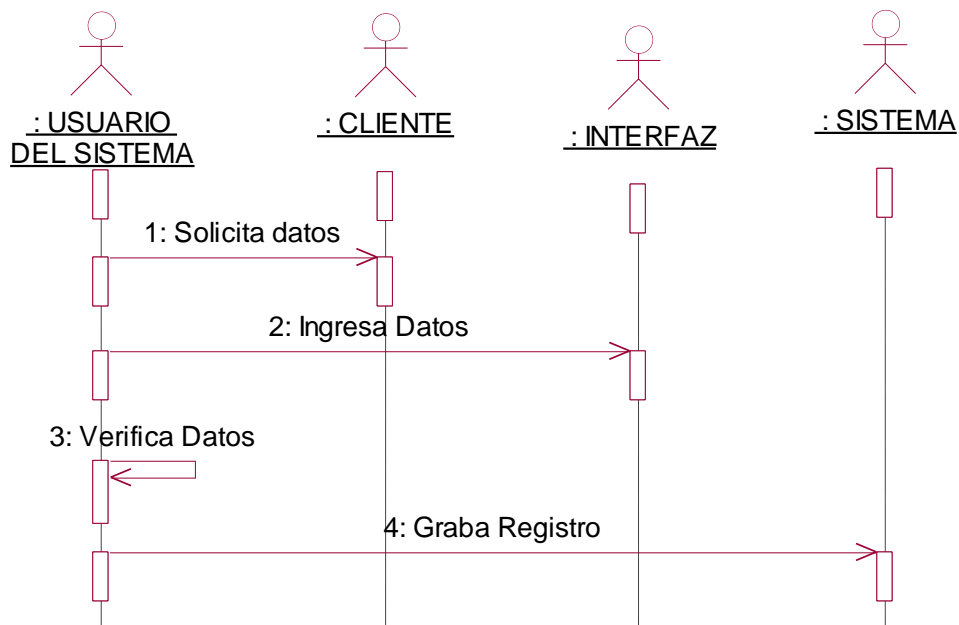 : USUARIO
DEL SISTEMA
: CLIENTE
: INTERFAZ
: SISTEMA
1: Solicita datos
2: Ingresa Datos
3: Verifica Datos
4: Graba Registro